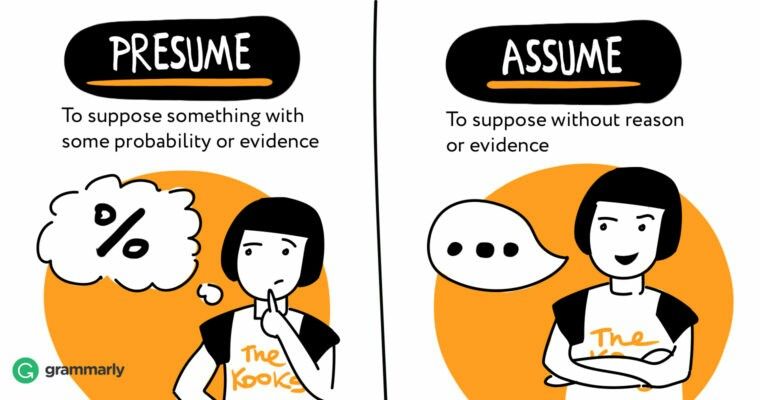 PRESUME
To suppose something with
some probability or evidence
%
The
Kooks
grammarly
ASSUME
To suppose without reason
or evidence
...
The